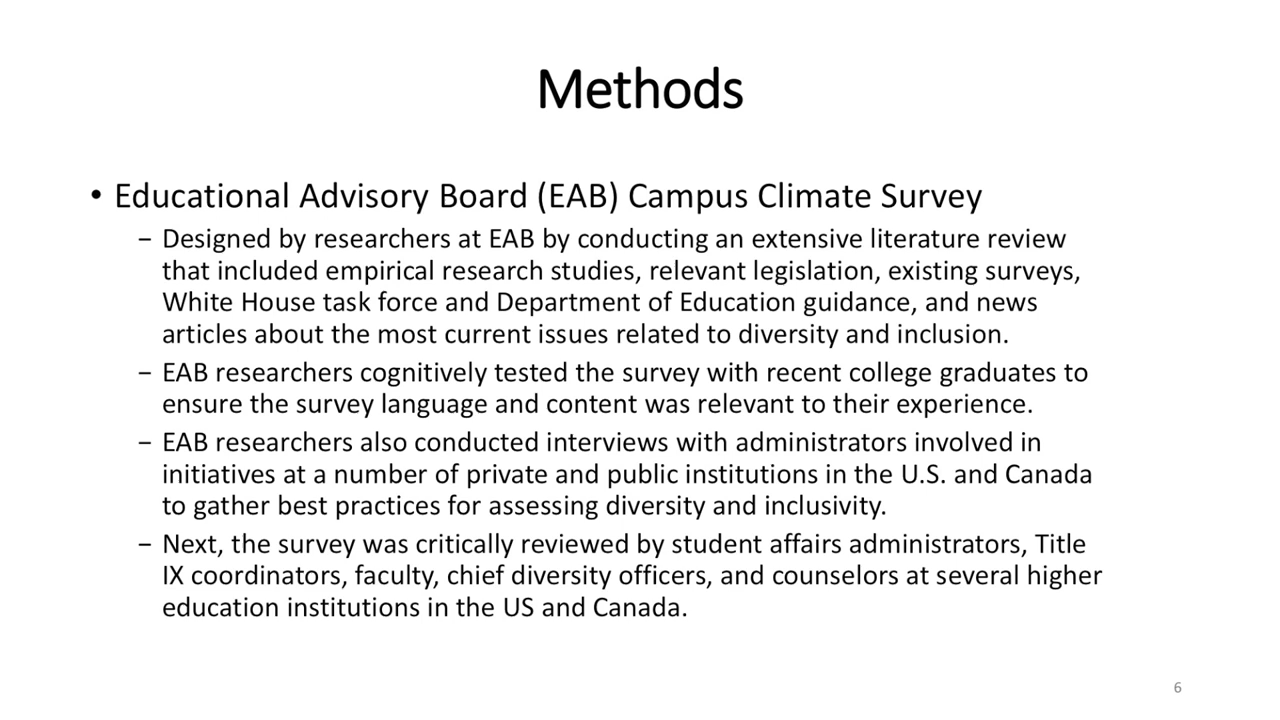 Methods
• Educational Advisory Board (EAB) Campus Climate Survey
– Designed by researchers at EAB by conducting an extensive literature review
that included empirical research studies, relevant legislation, existing surveys,
White House task force and Department of Education guidance, and news
articles about the most current issues related to diversity and inclusion.
– EAB researchers cognitively tested the survey with recent college graduates to
ensure the survey language and content was relevant to their experience.
– EAB researchers also conducted interviews with administrators involved in
initiatives at a number of private and public institutions in the U.S. and Canada
to gather best practices for assessing diversity and inclusivity.
– Next, the survey was critically reviewed by student affairs administrators, Title
IX coordinators, faculty, chief diversity officers, and counselors at several higher
education institutions in the US and Canada.
6